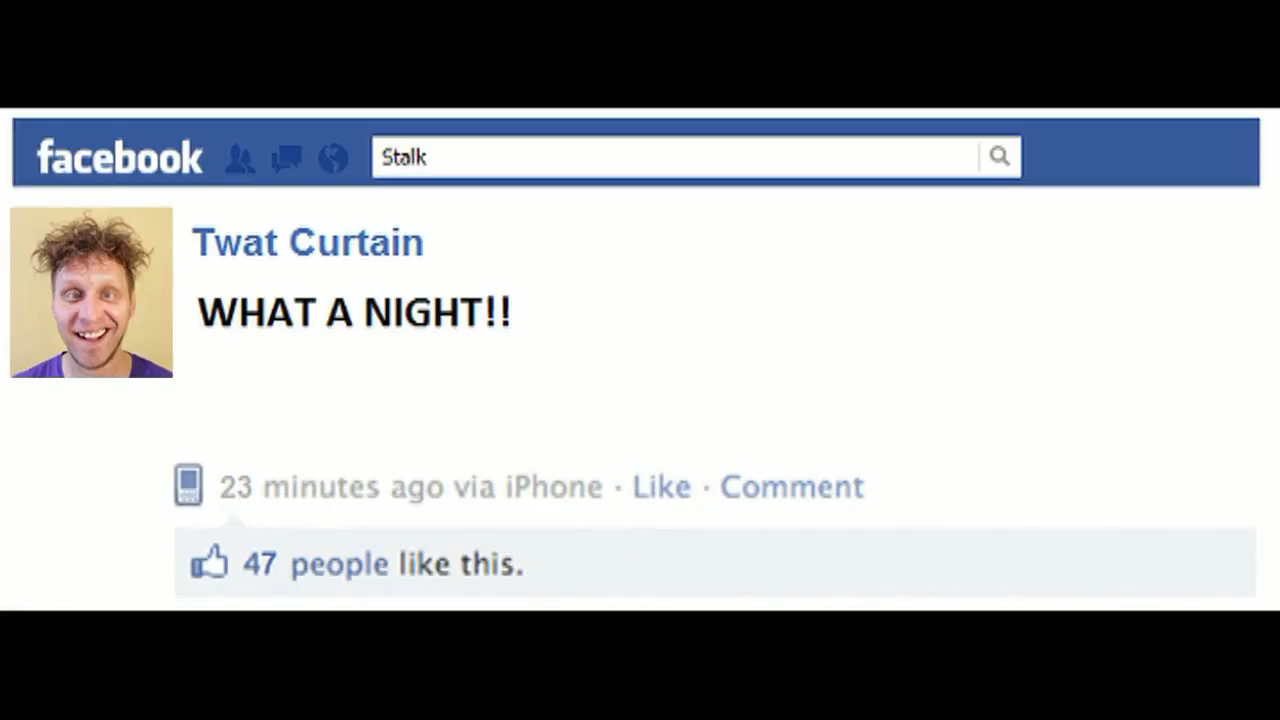 facebook
Stalk
Twat Curtain
WHAT A NIGHT!!
23 minutes ago via iPhone · Like · Comment
47 people like this.